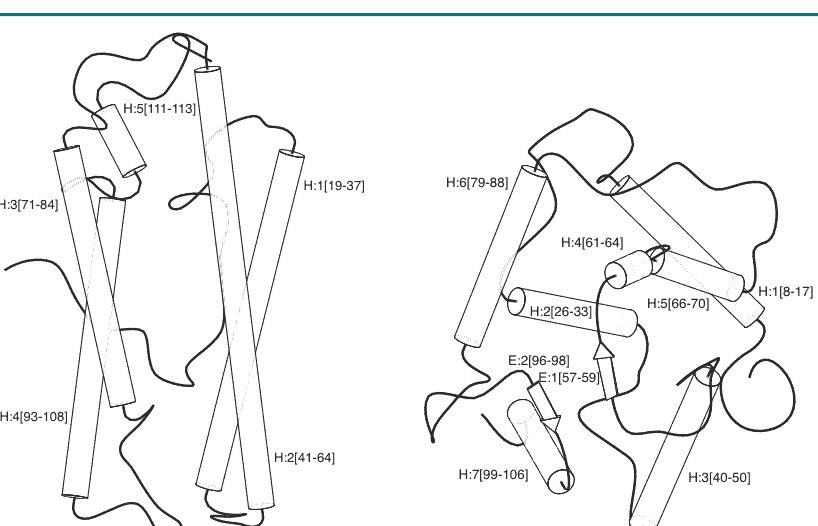 H:5[111-113]
H:1[19-37]
H:3[71-84]
H:4[93-108]
H:2[41-64]
H:6[79-88]
H:4[61-64]
H:1[8-17]
H:5[66-70]
H:2[26-33]
E:2[96-98]
E:1[57-59]
H:7[99-106]
H:3[40-50]